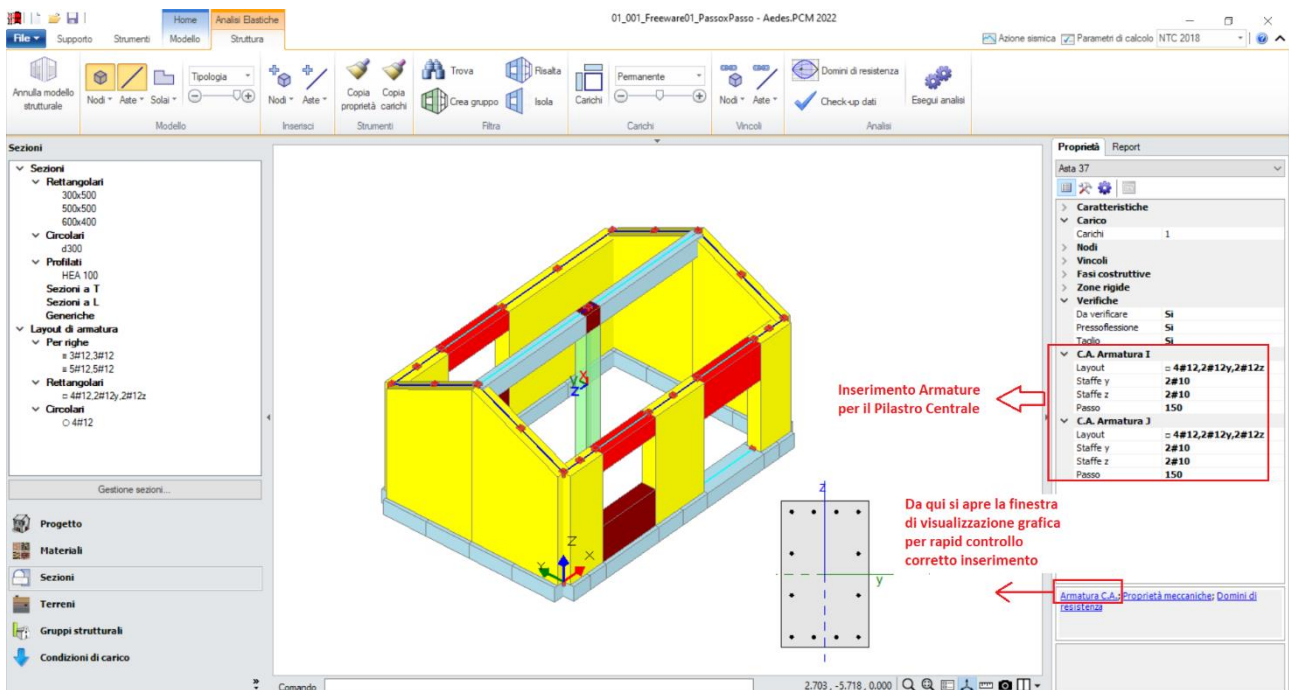 Home
Analisi Elastiche
01_001_Freeware01_PassoxPasso - Aedes.PCM 2022
File
Supporto
Strumenti
Modello
Struttura
Azione sismica
Parametri di calcolo
NTC 2018
Annulla modello
strutturale
Nodi
Aste
Solai
Tipologia
Modello
Nodi
Aste
Inserisci
Copia
proprietà
Copia
carichi
Strumenti
Trova
Crea gruppo
Risalta
Isola
Filtra
Carichi
Permanente
Carichi
Nodi
Aste
Vincoli
Domini di resistenza
Check-up dati
Esegui analisi
Analisi
Sezioni
Sezioni
Rettangolari
300x500
500x500
600x400
Circolari
d300
Profilati
HEA 100
Sezioni a T
Sezioni a L
Generiche
Layout di armatura
Per righe
3#12,3#12
5#12,5#12
Rettangolari
4#12,2#12y,2#12z
Circolari
4#12
Gestione sezioni...
Progetto
Materiali
Sezioni
Terreni
Gruppi strutturali
Condizioni di carico
Z
X
z
y
Inserimento Armature
per il Pilastro Centrale
Da qui si apre la finestra
di visualizzazione grafica
per rapid controllo
corretto inserimento
Proprietà
Report
Asta 37
Caratteristiche
Carico
Carichi 1
Nodi
Vincoli
Fasi costruttive
Zone rigide
Verifiche
Da verificare Si
Pressoflessione Si
Taglio Si
C.A. Armatura I
Layout 4#12,2#12y,2#12z
Staffe y 2#10
Staffe z 2#10
Passo 150
C.A. Armatura J
Layout 4#12,2#12y,2#12z
Staffe y 2#10
Staffe z 2#10
Passo 150
Armatura C.A.; Proprietà meccaniche; Domini di
resistenza
Comando
2.703 , -5.718 , 0.000